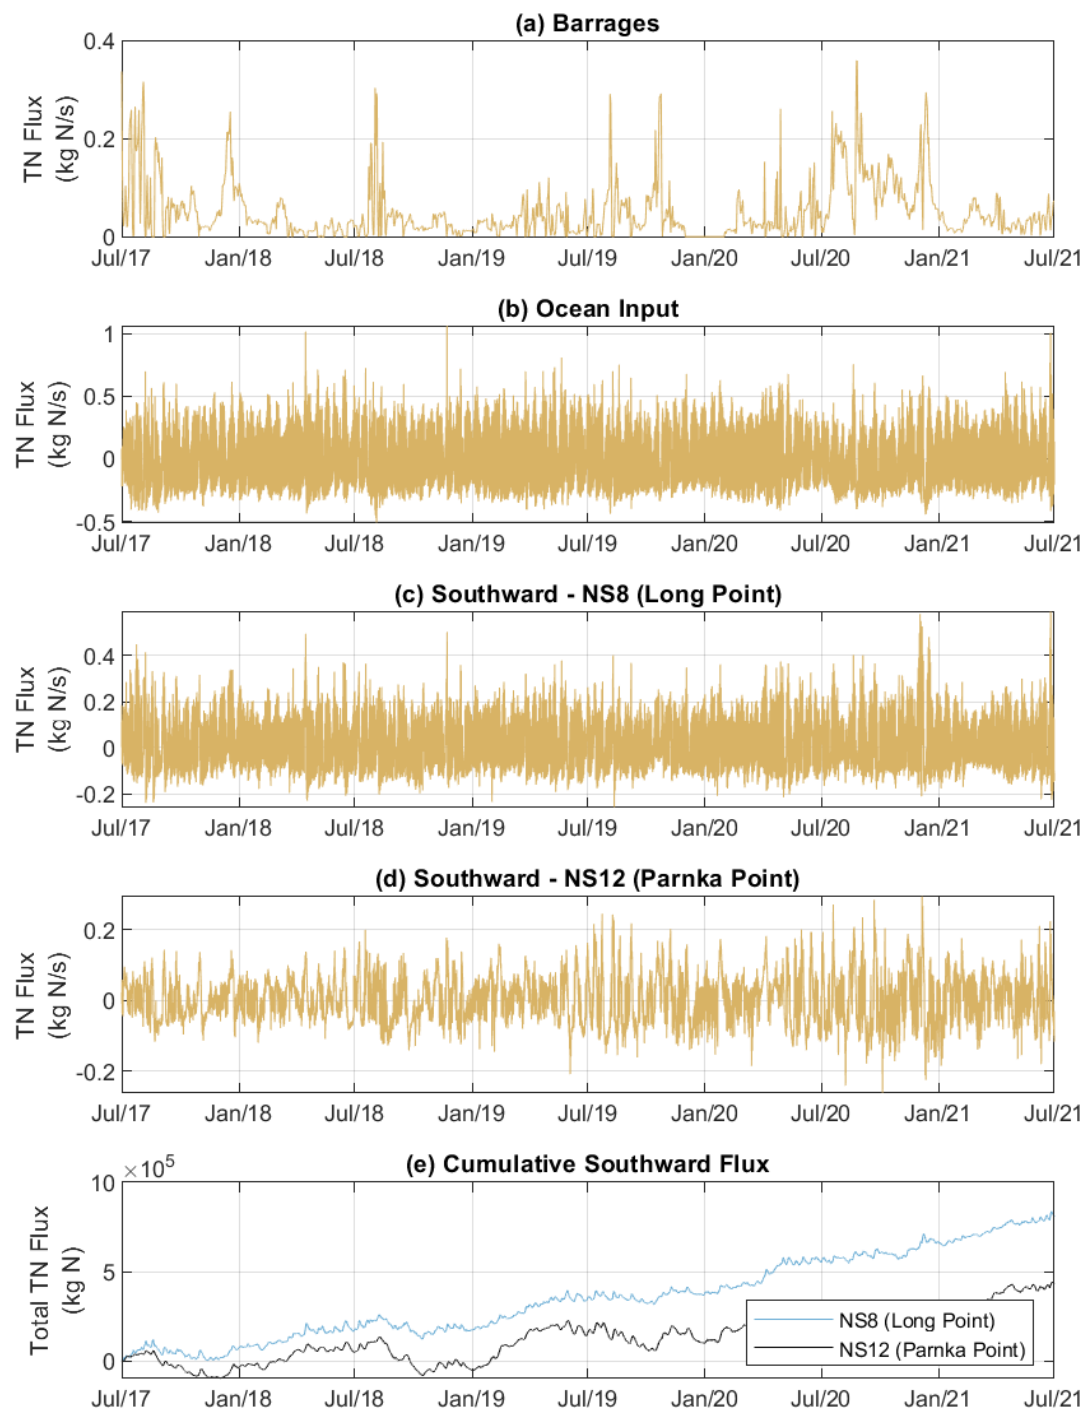 (a) Barrages
TN Flux
(kg N/s)
0.4
0.2
0
Jul/17 Jan/18 Jul/18 Jan/19 Jul/19 Jan/20 Jul/20 Jan/21 Jul/21
(b) Ocean Input
TN Flux
(kg N/s)
1
0.5
0
-0.5
Jul/17 Jan/18 Jul/18 Jan/19 Jul/19 Jan/20 Jul/20 Jan/21 Jul/21
(c) Southward - NS8 (Long Point)
TN Flux
(kg N/s)
0.4
0.2
0
-0.2
Jul/17 Jan/18 Jul/18 Jan/19 Jul/19 Jan/20 Jul/20 Jan/21 Jul/21
(d) Southward - NS12 (Parnka Point)
TN Flux
(kg N/s)
0.2
0
-0.2
Jul/17 Jan/18 Jul/18 Jan/19 Jul/19 Jan/20 Jul/20 Jan/21 Jul/21
(e) Cumulative Southward Flux
×10⁵
Total TN Flux
(kg N)
10
5
0
NS8 (Long Point)
NS12 (Parnka Point)
Jul/17 Jan/18 Jul/18 Jan/19 Jul/19 Jan/20 Jul/20 Jan/21 Jul/21